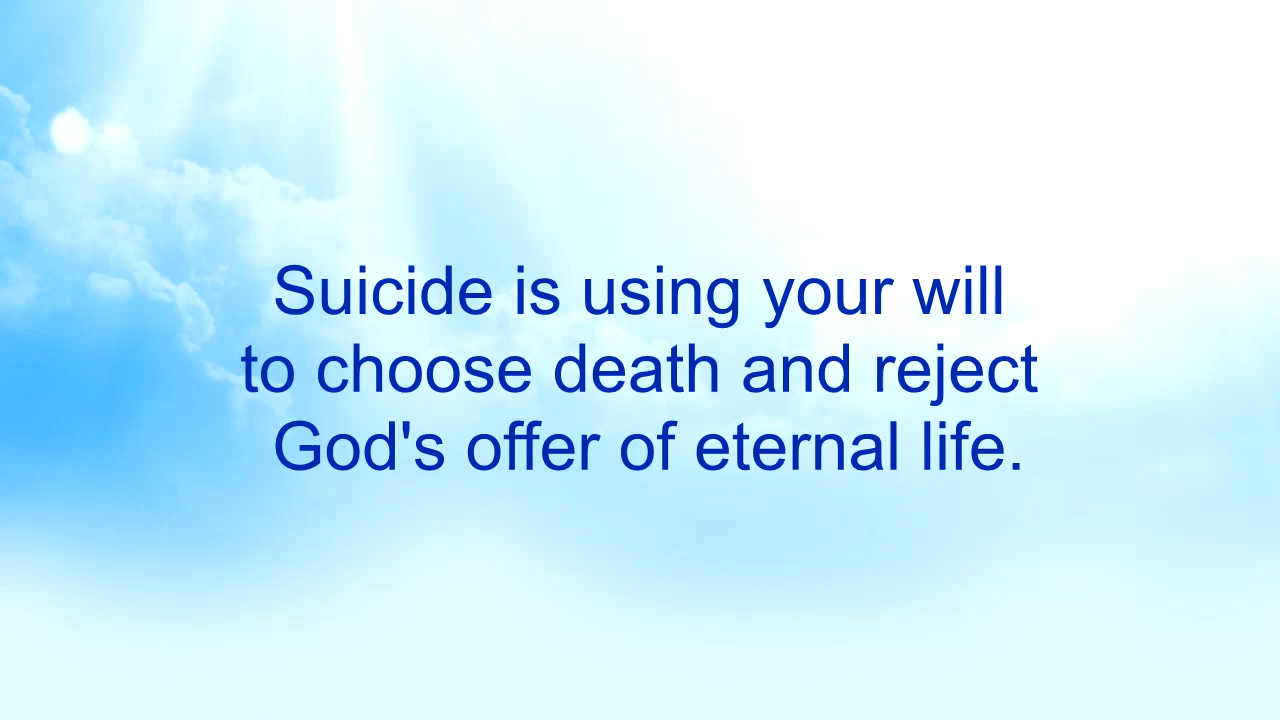 Suicide is using your will
to choose death and reject
God's offer of eternal life.